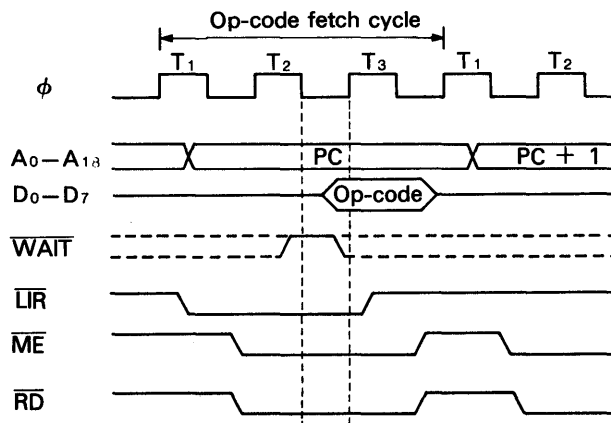 Op-code fetch cycle
T1 T2 T3 T1 T2
ϕ
A0–A18 PC PC + 1
D0–D7 Op-code
WAIT
LIR
ME
RD